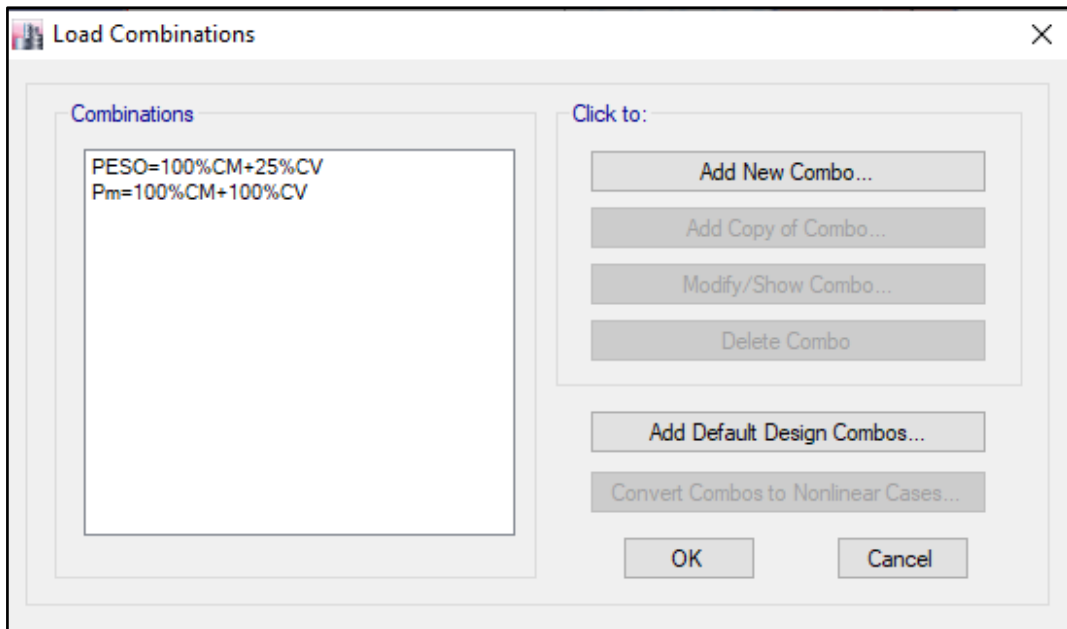 Load Combinations
Combinations
PESO=100%CM+25%CV
Pm=100%CM+100%CV
Click to:
Add New Combo...
Add Copy of Combo...
Modify/Show Combo...
Delete Combo
Add Default Design Combos...
Convert Combos to Nonlinear Cases...
OK
Cancel